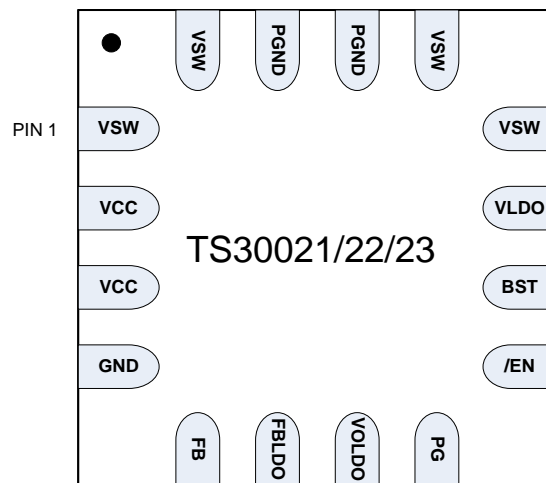 VSW
PGND
PGND
VSW
PIN 1
VSW
VSW
VCC
VLDO
TS30021/22/23
VCC
BST
GND
/EN
FB
FBLDO
VOLDO
PG